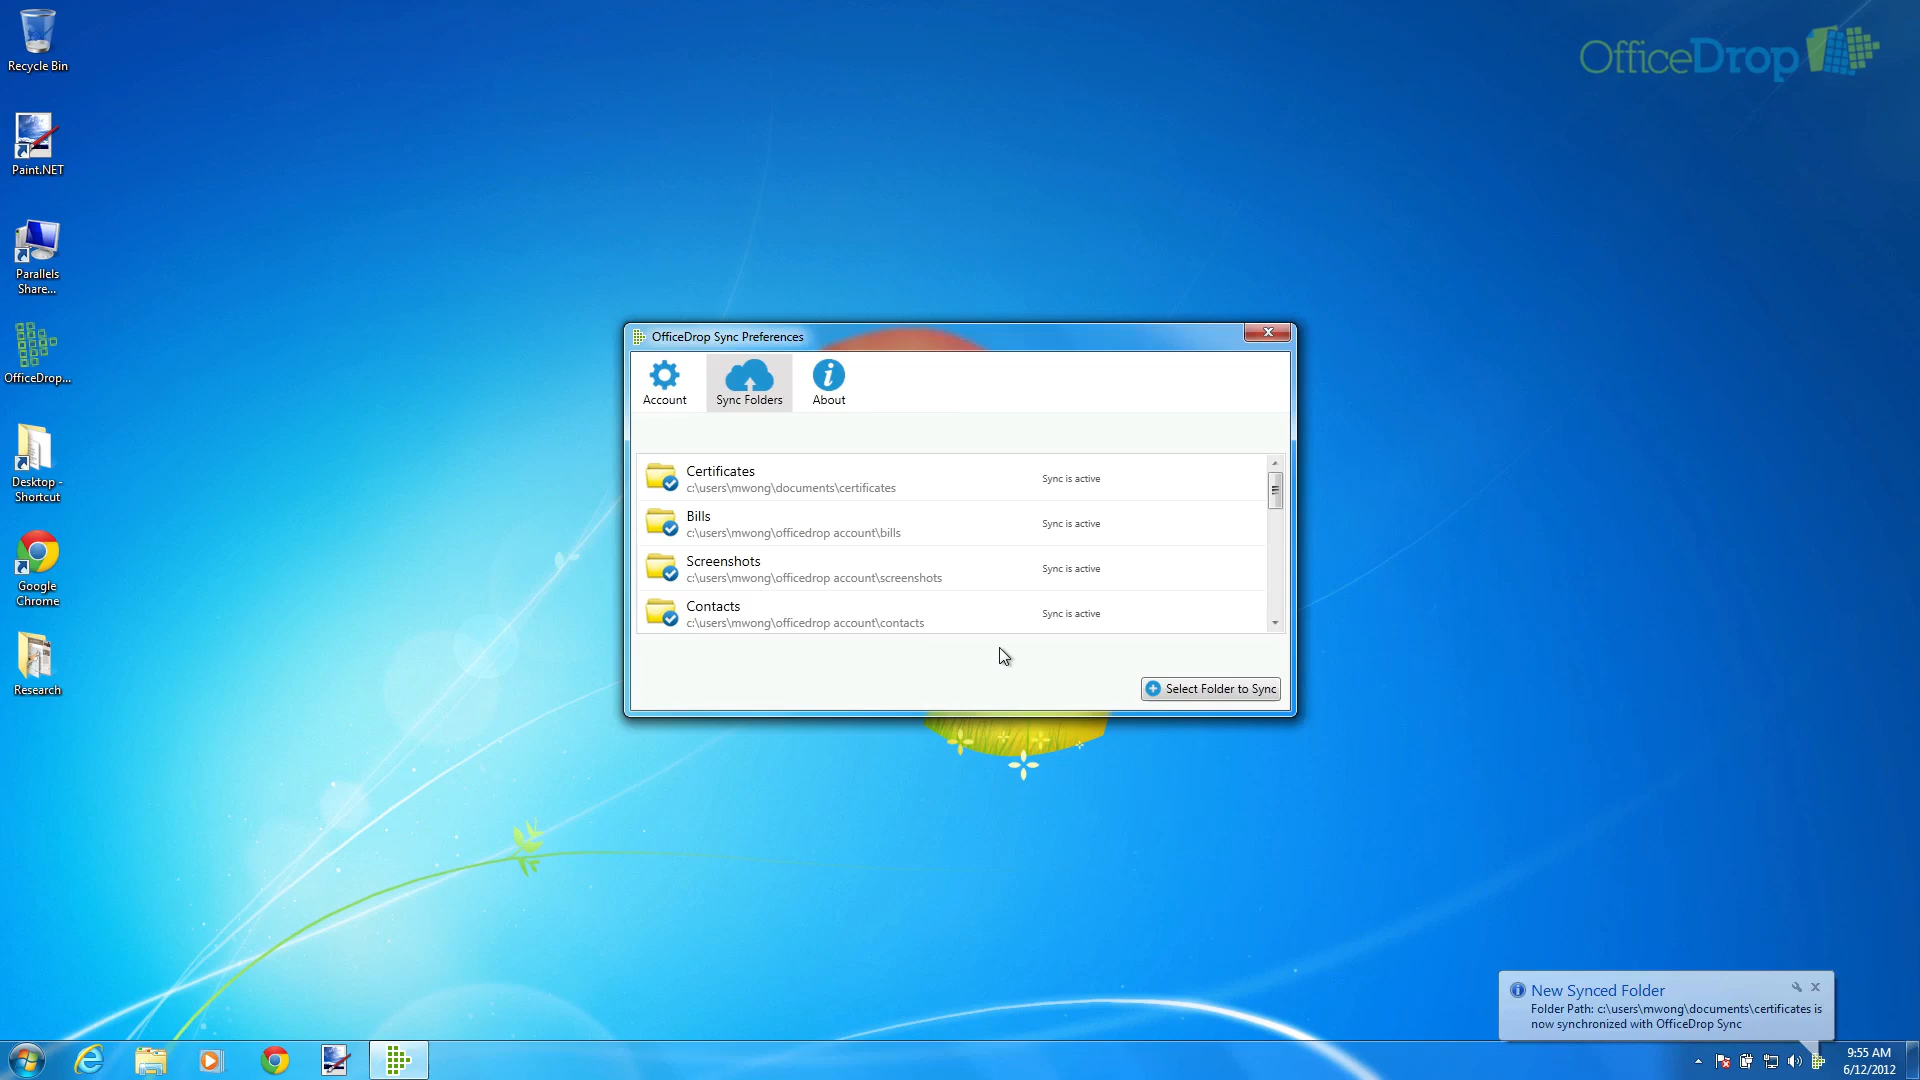 Recycle Bin
OfficeDrop
Paint.NET
Parallels
Share...
OfficeDrop...
Desktop -
Shortcut
Google
Chrome
Research
OfficeDrop Sync Preferences
Account
Sync Folders
About
Certificates
c:\users\mwong\documents\certificates
Sync is active
Bills
c:\users\mwong\officedrop account\bills
Sync is active
Screenshots
c:\users\mwong\officedrop account\screenshots
Sync is active
Contacts
c:\users\mwong\officedrop account\contacts
Sync is active
Select Folder to Sync
New Synced Folder
Folder Path: c:\users\mwong\documents\certificates is
now synchronized with OfficeDrop Sync
9:55 AM
6/12/2012